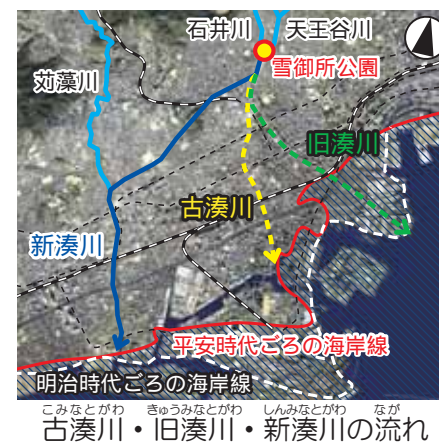 石井川 天王谷川
雪御所公園
苅藻川
旧湊川
古湊川
新湊川
平安時代ごろの海岸線
明治時代ごろの海岸線
こみなとがわ きゅうみなとがわ しんみなとがわ なが
古湊川・旧湊川・新湊川の流れ